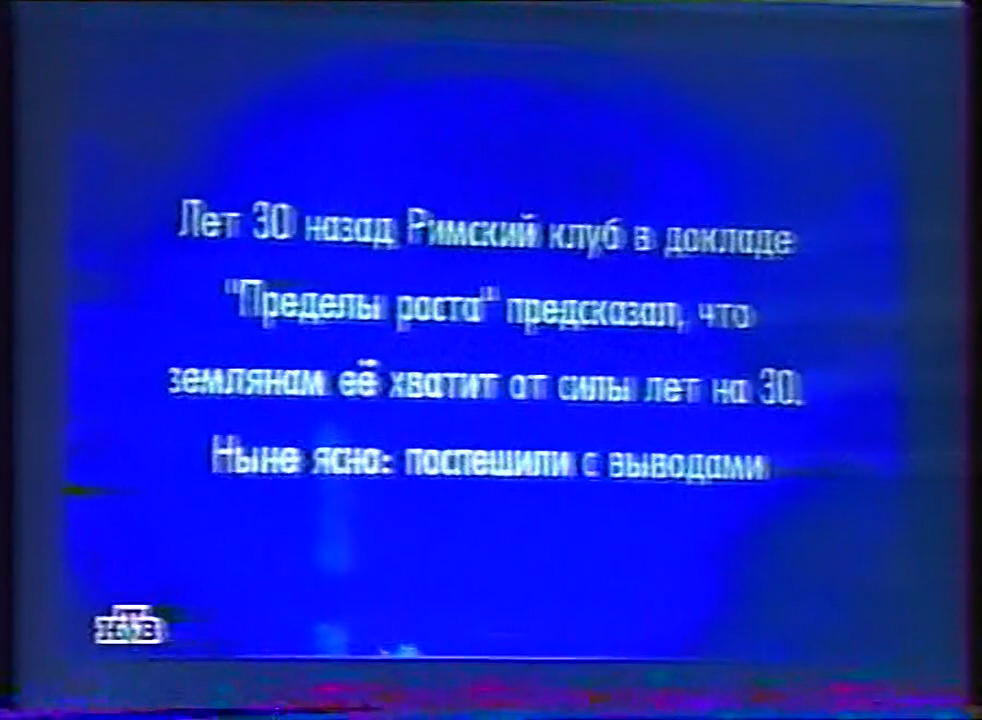 Лет 30 назад Римский клуб в докладе
"Пределы роста" предсказал, что
землянам её хватит от силы лет на 30.
Ныне ясно: поспешили с выводами
НТВ